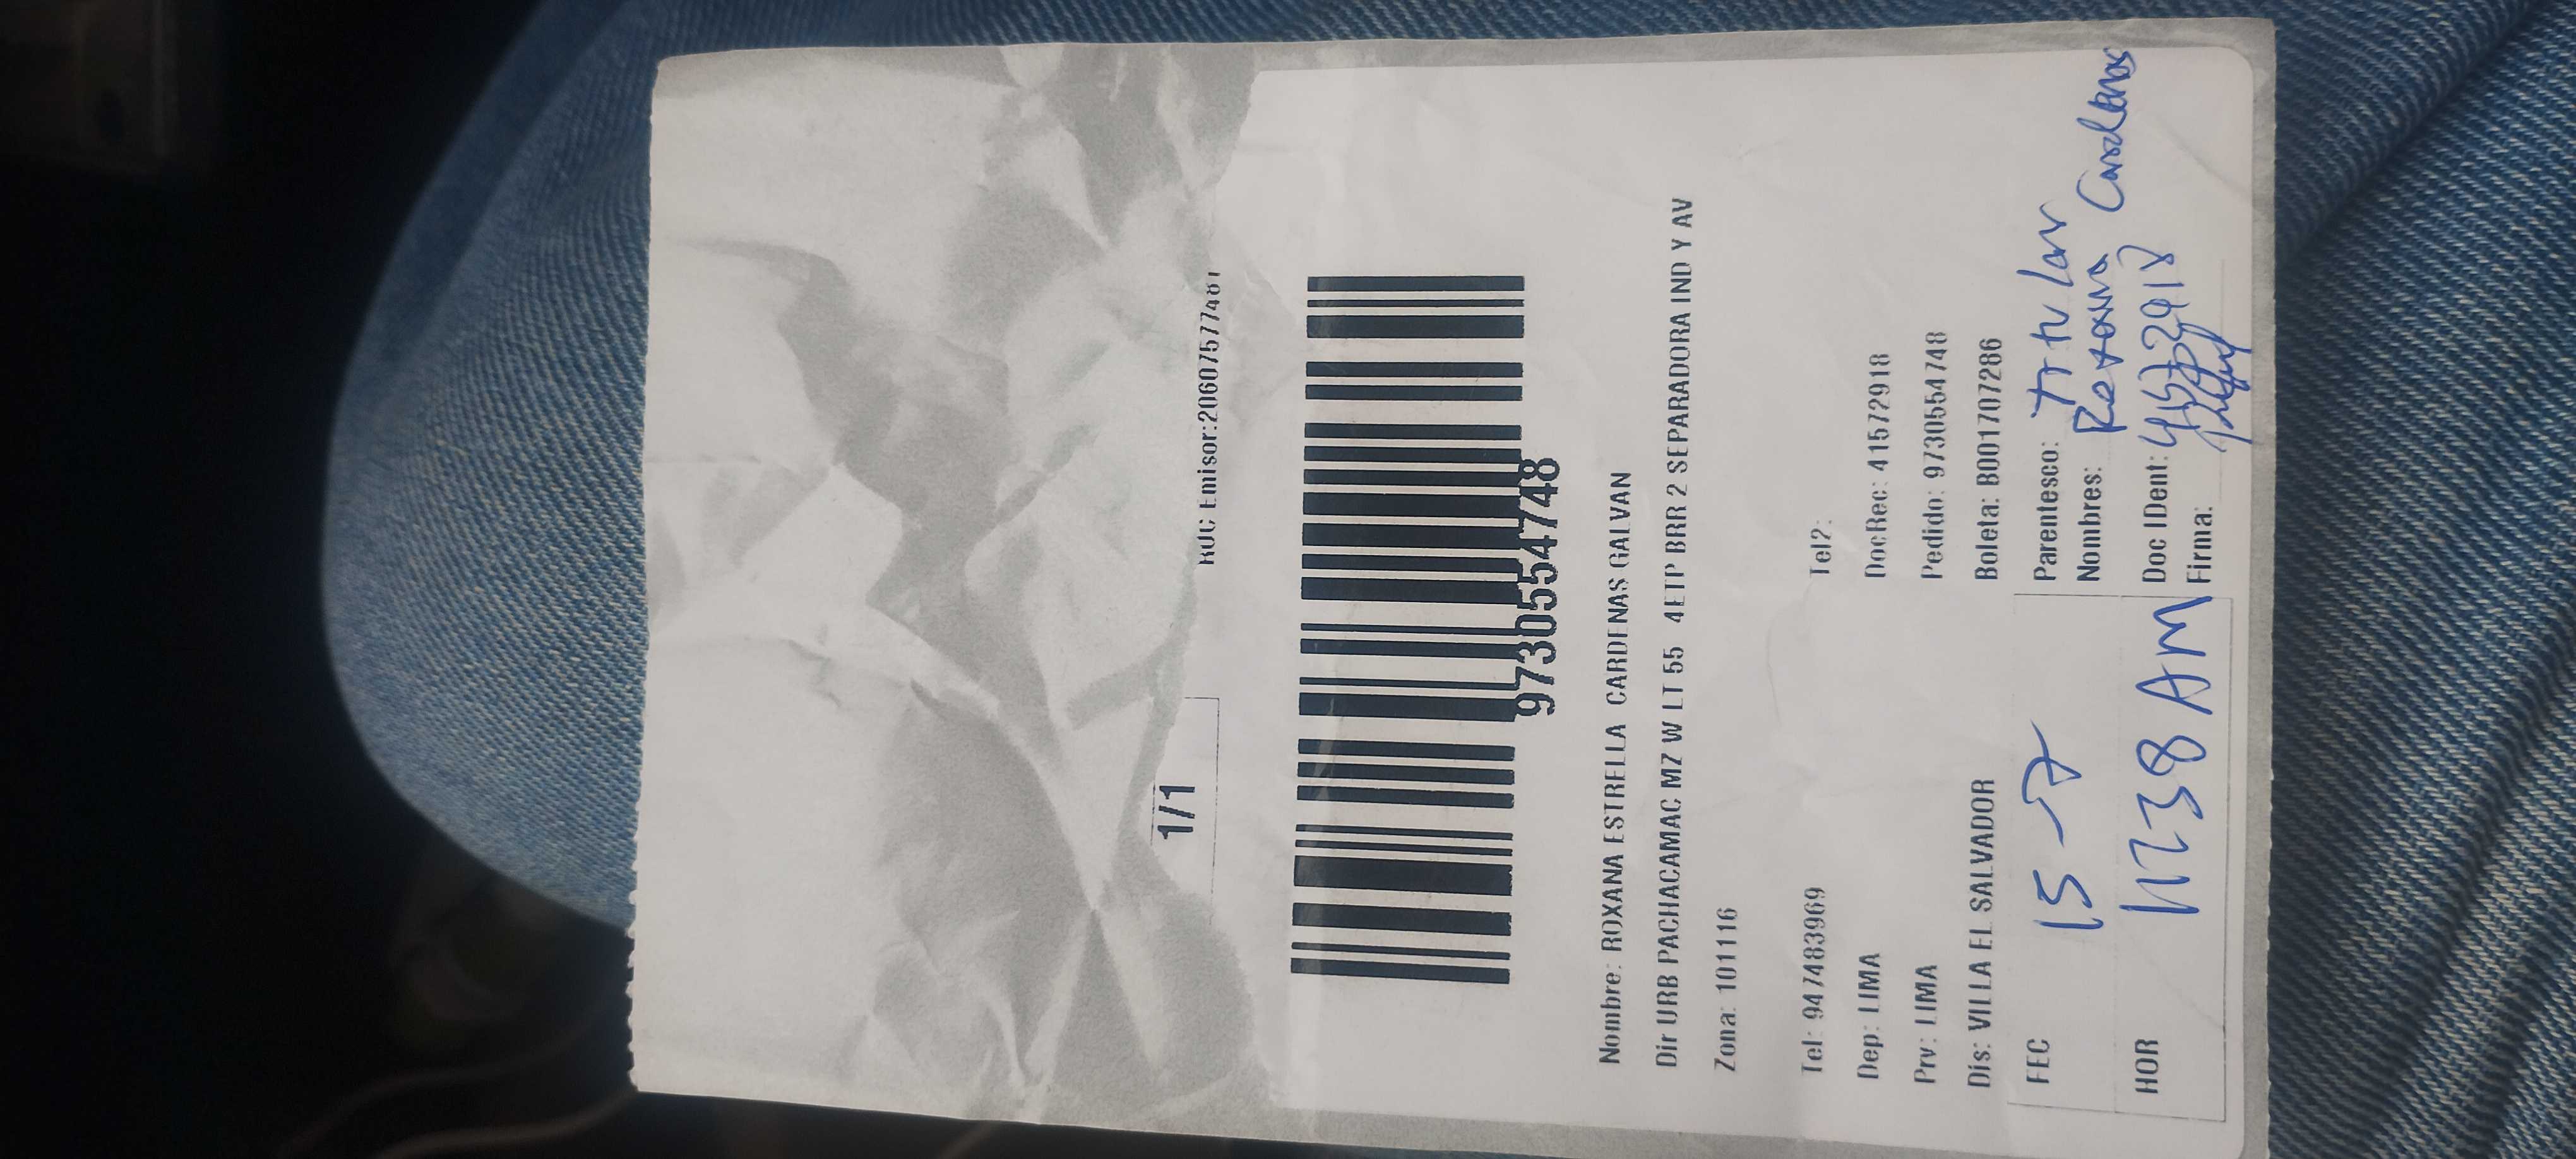 1/1
RUC Emisor:20607577481
9730554748
Nombre: ROXANA ESTRELLA CARDENAS GALVAN
Dir URB PACHACAMAC MZ W LT 55 4ETP BRR 2 SEPARADORA IND Y AV
Zona: 101116
Tel: 947483969 Tel2:
Dep: LIMA DocRec: 41572918
Prv: LIMA Pedido: 9730554748
Dis: VILLA EL SALVADOR Boleta: B001707286
FEC 15-7 Parentesco: Titular
Nombres: Roxana Cardenas
HOR 11:38 AM Doc IDent: 41572918
Firma: